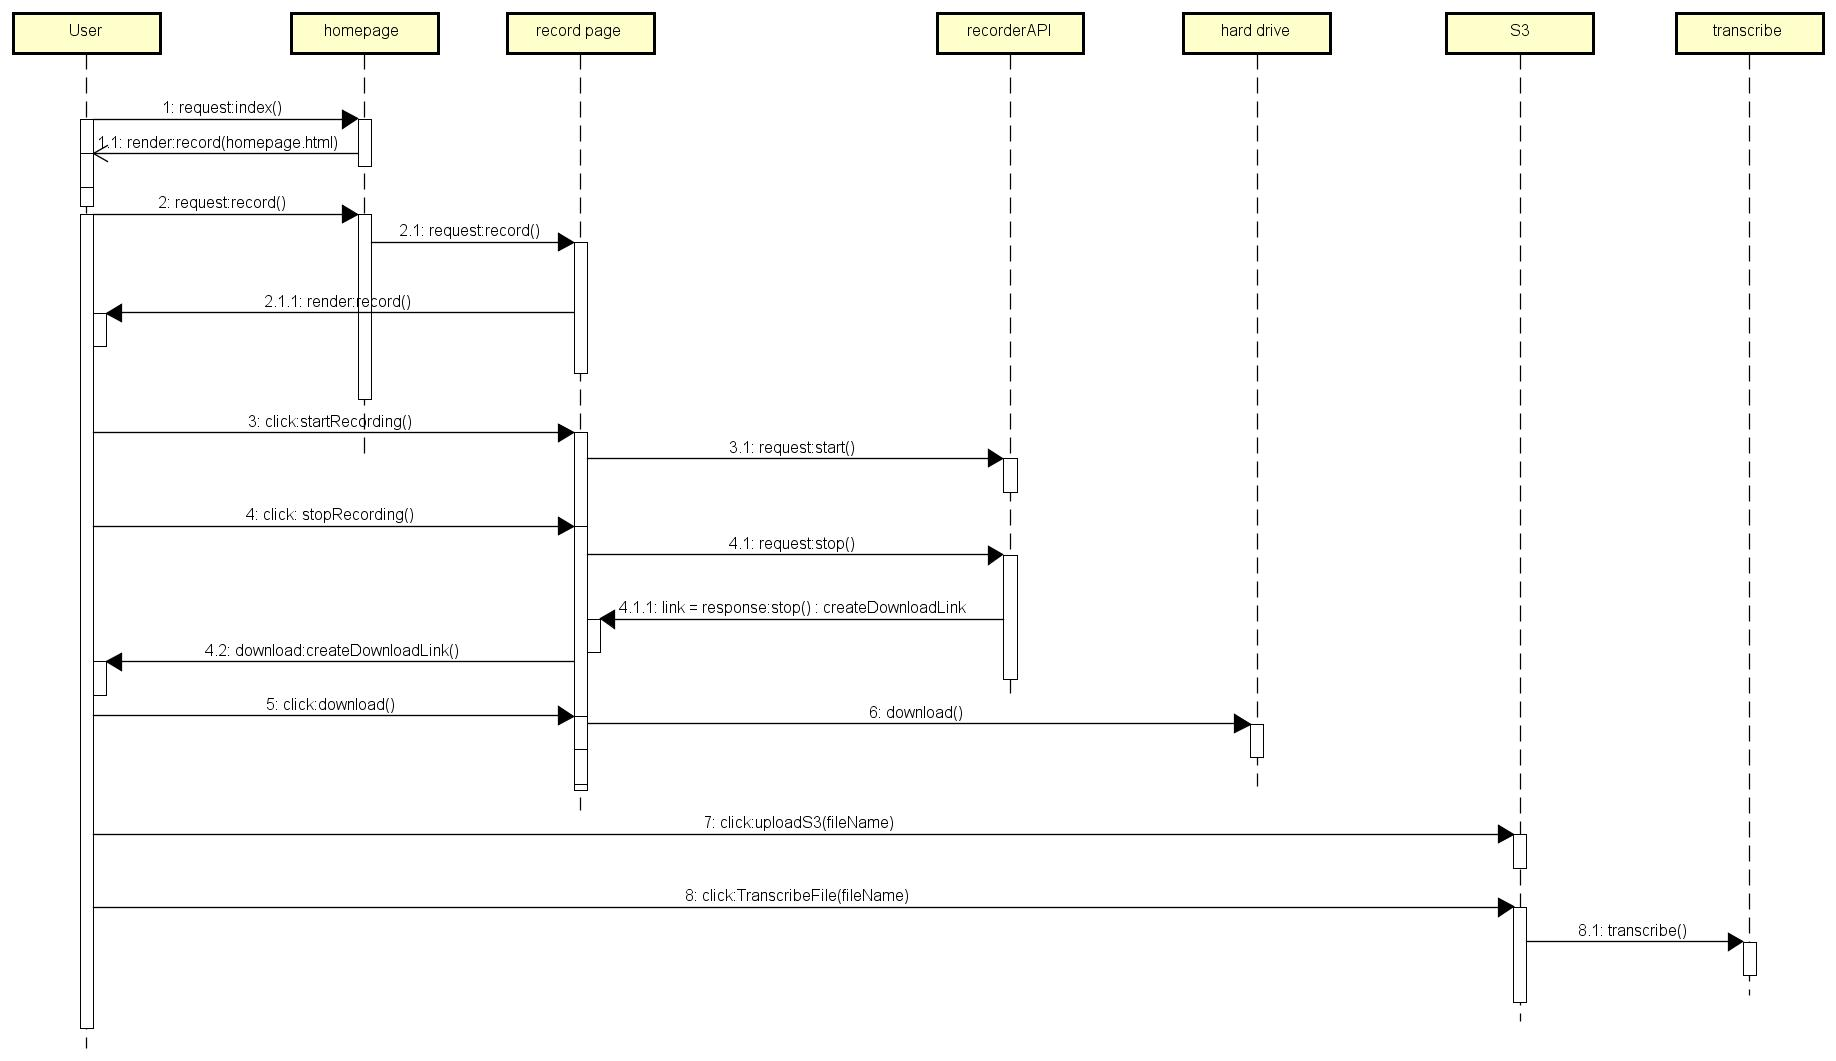 User
homepage
record page
recorderAPI
hard drive
S3
transcribe
1: request:index()
1.1: render:record(homepage.html)
2: request:record()
2.1: request:record()
2.1.1: render:record()
3: click:startRecording()
3.1: request:start()
4: click: stopRecording()
4.1: request:stop()
4.1.1: link = response:stop() : createDownloadLink
4.2: download:createDownloadLink()
5: click:download()
6: download()
7: click:uploadS3(fileName)
8: click:TranscribeFile(fileName)
8.1: transcribe()